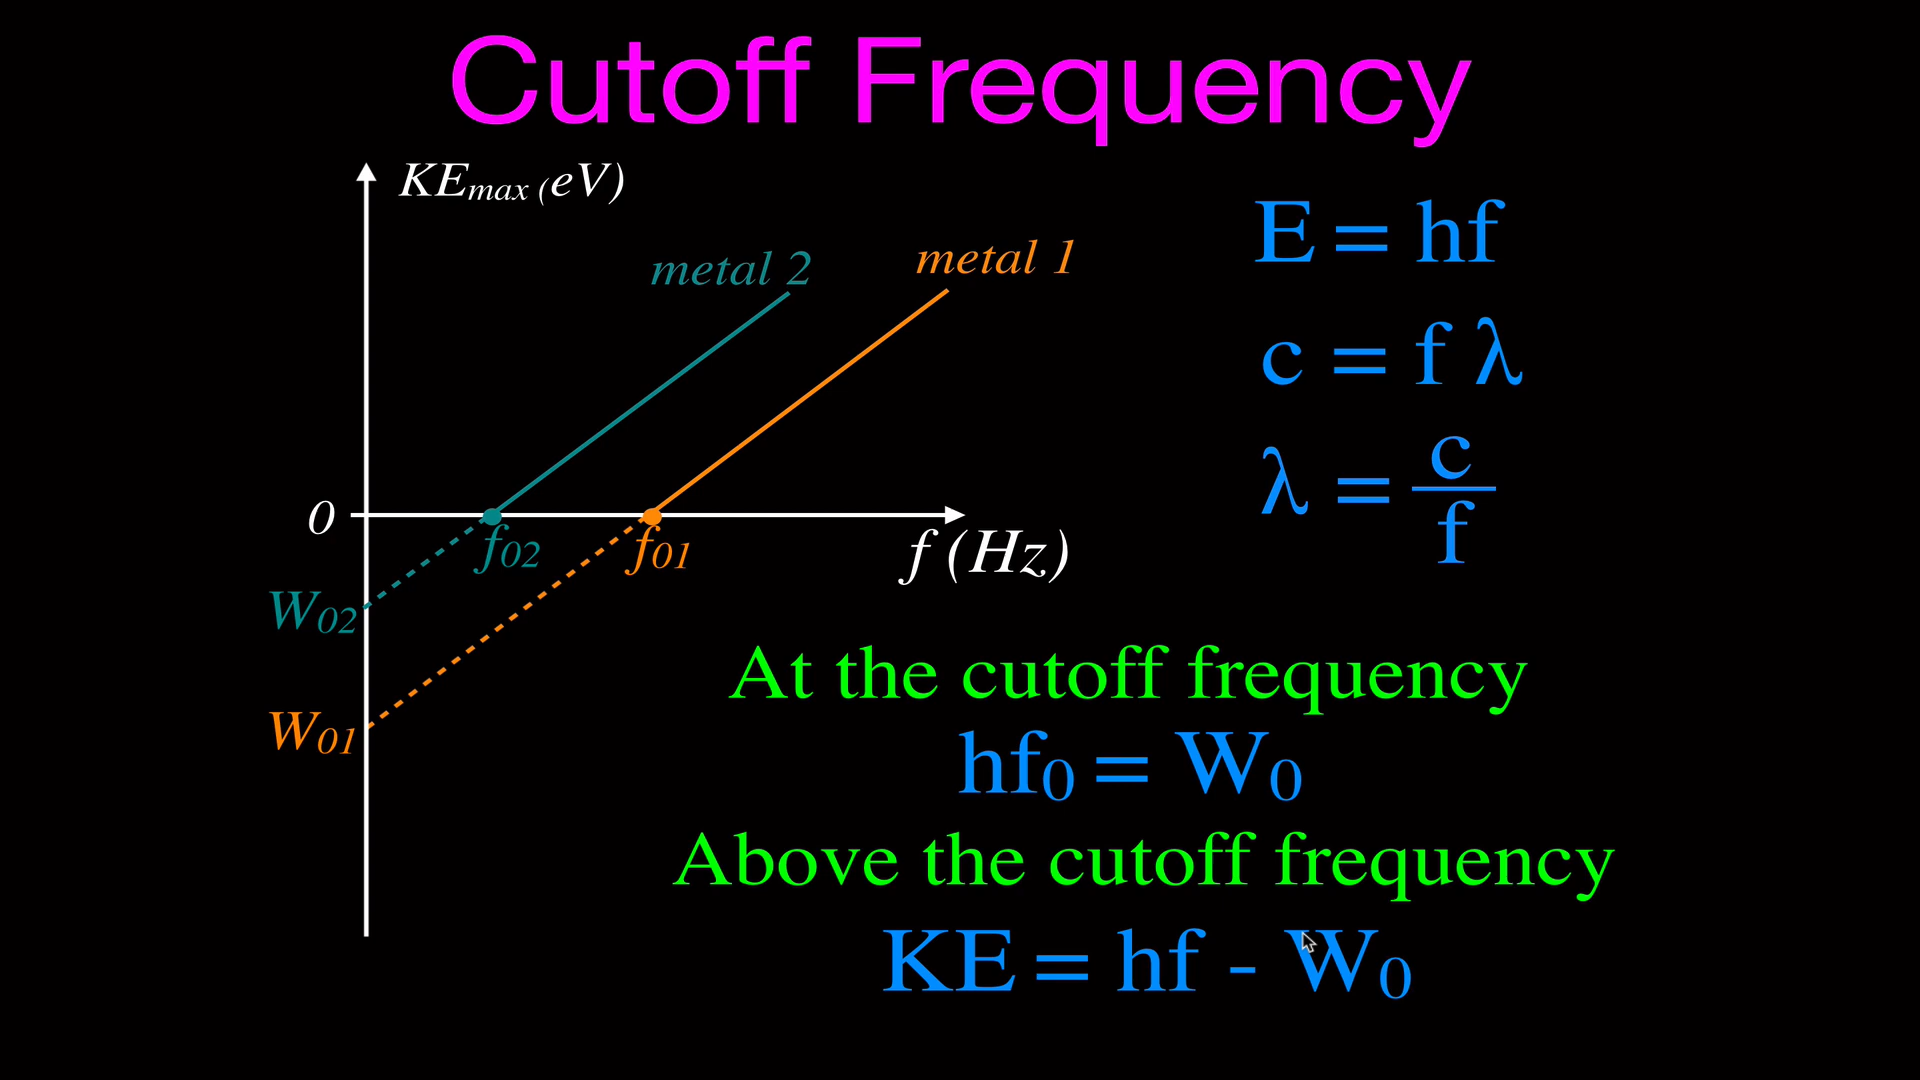 Cutoff Frequency
KEmax (eV)
metal 2
metal 1
E = hf
c = f λ
λ = c/f
0
f02
f01
f (Hz)
W02
W01
At the cutoff frequency
hf0 = W0
Above the cutoff frequency
KE = hf - W0